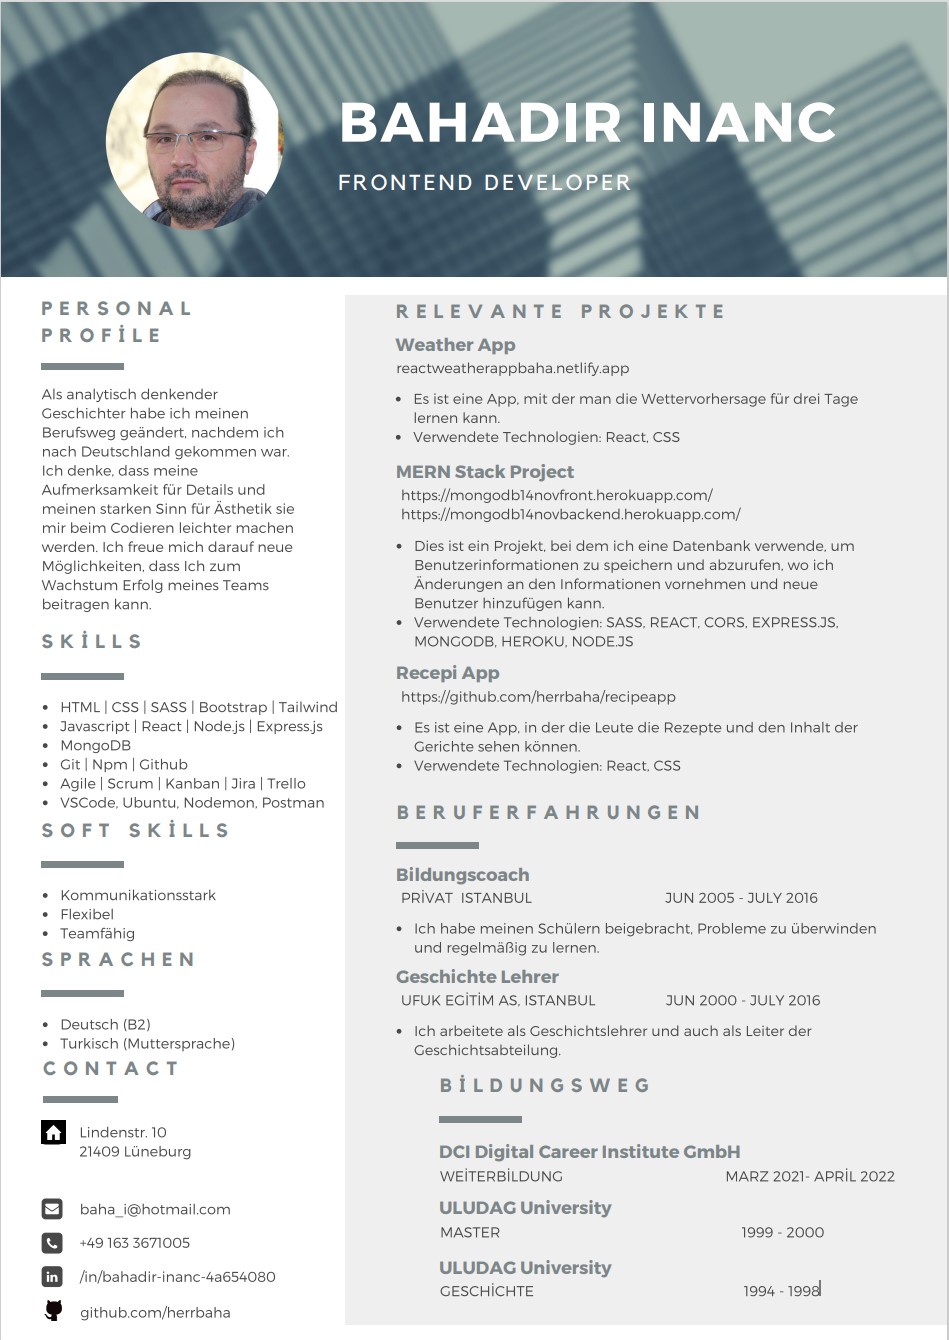 BAHADIR INANC
FRONTEND DEVELOPER
PERSONAL
PROFİLE
Als analytisch denkender
Geschichter habe ich meinen
Berufsweg geändert, nachdem ich
nach Deutschland gekommen war.
Ich denke, dass meine
Aufmerksamkeit für Details und
meinen starken Sinn für Ästhetik sie
mir beim Codieren leichter machen
werden. Ich freue mich darauf neue
Möglichkeiten, dass Ich zum
Wachstum Erfolg meines Teams
beitragen kann.
SKİLLS
• HTML | CSS | SASS | Bootstrap | Tailwind
• Javascript | React | Node.js | Express.js
• MongoDB
• Git | Npm | Github
• Agile | Scrum | Kanban | Jira | Trello
• VSCode, Ubuntu, Nodemon, Postman
SOFT SKİLLS
• Kommunikationsstark
• Flexibel
• Teamfähig
SPRACHEN
• Deutsch (B2)
• Turkisch (Muttersprache)
CONTACT
Lindenstr. 10
21409 Lüneburg
baha_i@hotmail.com
+49 163 3671005
in /in/bahadir-inanc-4a654080
github.com/herrbaha
RELEVANTE PROJEKTE
Weather App
reactweatherappbaha.netlify.app
• Es ist eine App, mit der man die Wettervorhersage für drei Tage
lernen kann.
• Verwendete Technologien: React, CSS
MERN Stack Project
https://mongodb14novfront.herokuapp.com/
https://mongodb14novbackend.herokuapp.com/
• Dies ist ein Projekt, bei dem ich eine Datenbank verwende, um
Benutzerinformationen zu speichern und abzurufen, wo ich
Änderungen an den Informationen vornehmen und neue
Benutzer hinzufügen kann.
• Verwendete Technologien: SASS, REACT, CORS, EXPRESS.JS,
MONGODB, HEROKU, NODE.JS
Recepi App
https://github.com/herrbaha/recipeapp
• Es ist eine App, in der die Leute die Rezepte und den Inhalt der
Gerichte sehen können.
• Verwendete Technologien: React, CSS
BERUFERFAHRUNGEN
Bildungscoach
PRİVAT ISTANBUL JUN 2005 - JULY 2016
• Ich habe meinen Schülern beigebracht, Probleme zu überwinden
und regelmäßig zu lernen.
Geschichte Lehrer
UFUK EGİTİM AS, ISTANBUL JUN 2000 - JULY 2016
• Ich arbeitete als Geschichtslehrer und auch als Leiter der
Geschichtsabteilung.
BİLDUNGSWEG
DCI Digital Career Institute GmbH
WEİTERBİLDUNG MARZ 2021- APRİL 2022
ULUDAG University
MASTER 1999 - 2000
ULUDAG University
GESCHİCHTE 1994 - 1998